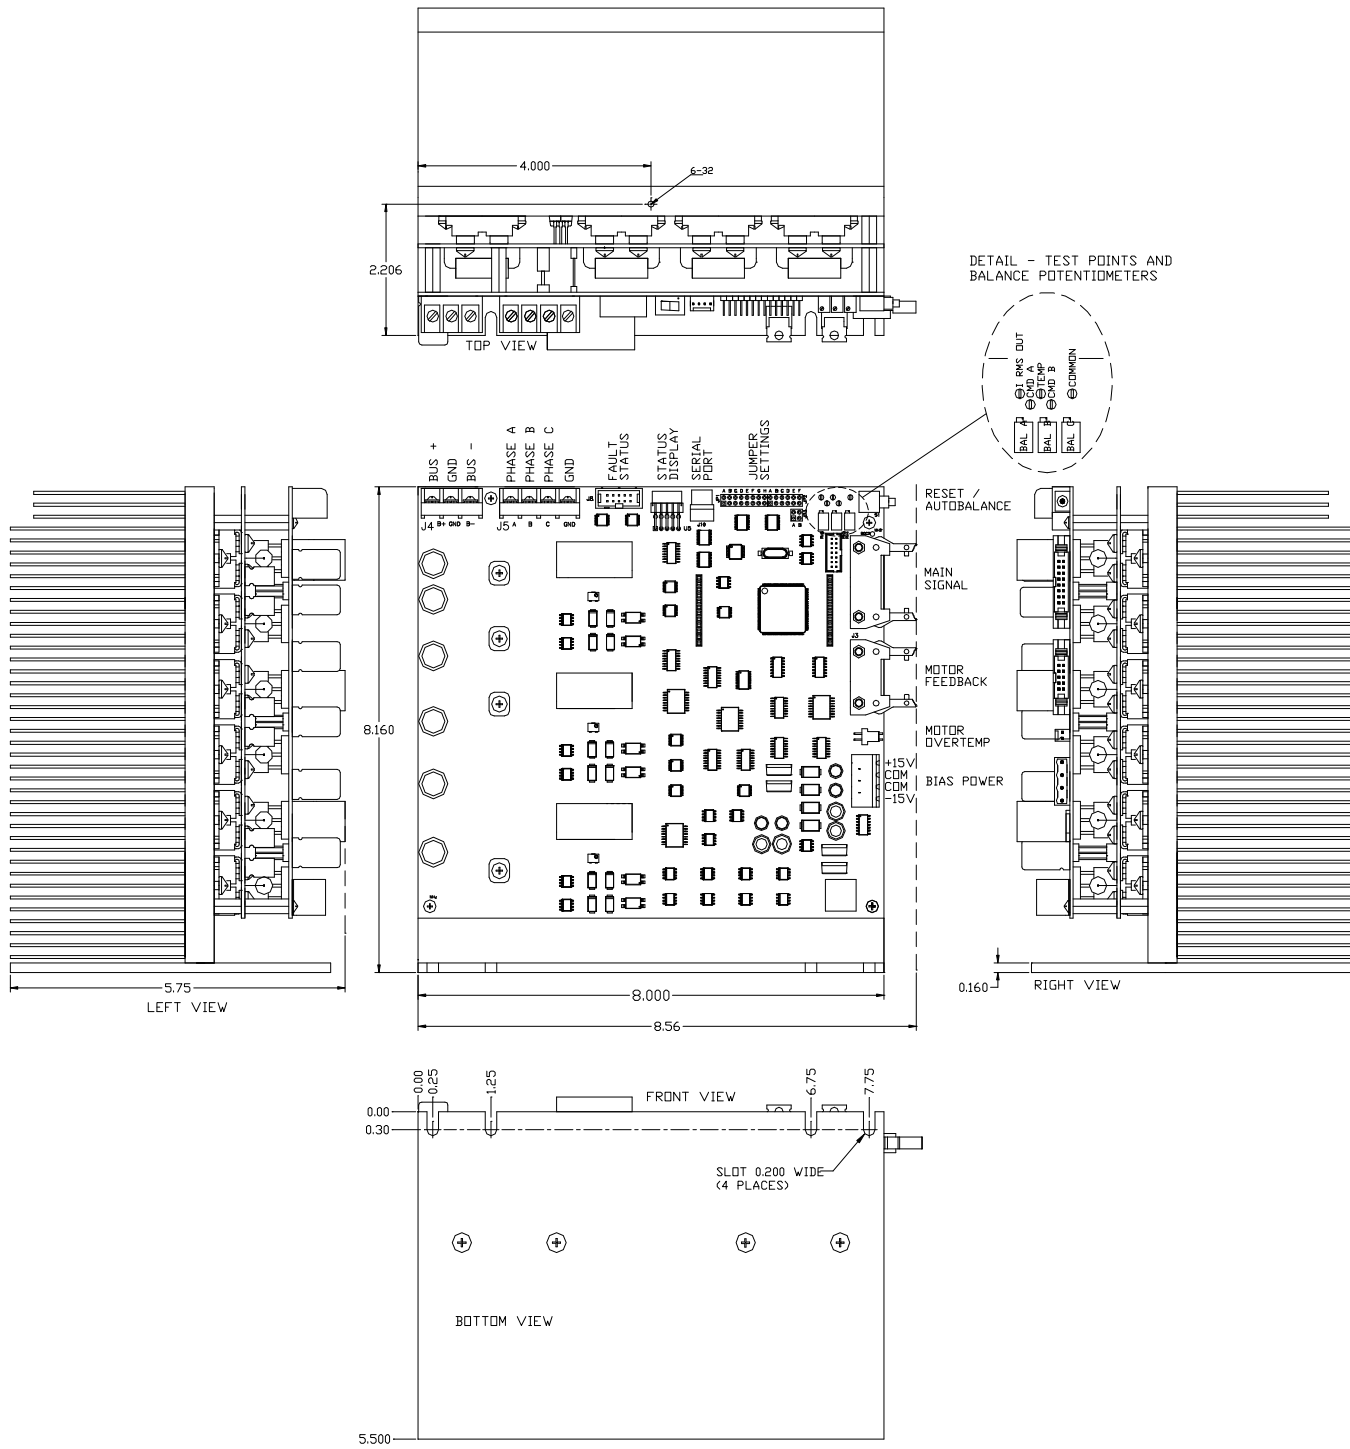 4.000
6-32
2.206
TOP VIEW
DETAIL - TEST POINTS AND
BALANCE POTENTIOMETERS
I RMS OUT
CMD A
TEMP
CMD B
COMMON
BAL A
BAL B
BAL C
BUS +
GND
BUS -
PHASE A
PHASE B
PHASE C
GND
FAULT
STATUS
STATUS
DISPLAY
SERIAL
PORT
JUMPER
SETTINGS
RESET /
AUTOBALANCE
J4 B+ GND B-
J5 A B C GND
J8
U5
J10
A B C D E F G H A B C D E F
A B
MAIN
SIGNAL
J3
MOTOR
FEEDBACK
MOTOR
OVERTEMP
+15V
COM
COM
-15V
BIAS POWER
8.160
5.75
LEFT VIEW
8.000
8.56
0.160
RIGHT VIEW
0.00
0.25
1.25
6.75
7.75
FRONT VIEW
0.00
0.30
SLOT 0.200 WIDE
(4 PLACES)
BOTTOM VIEW
5.500